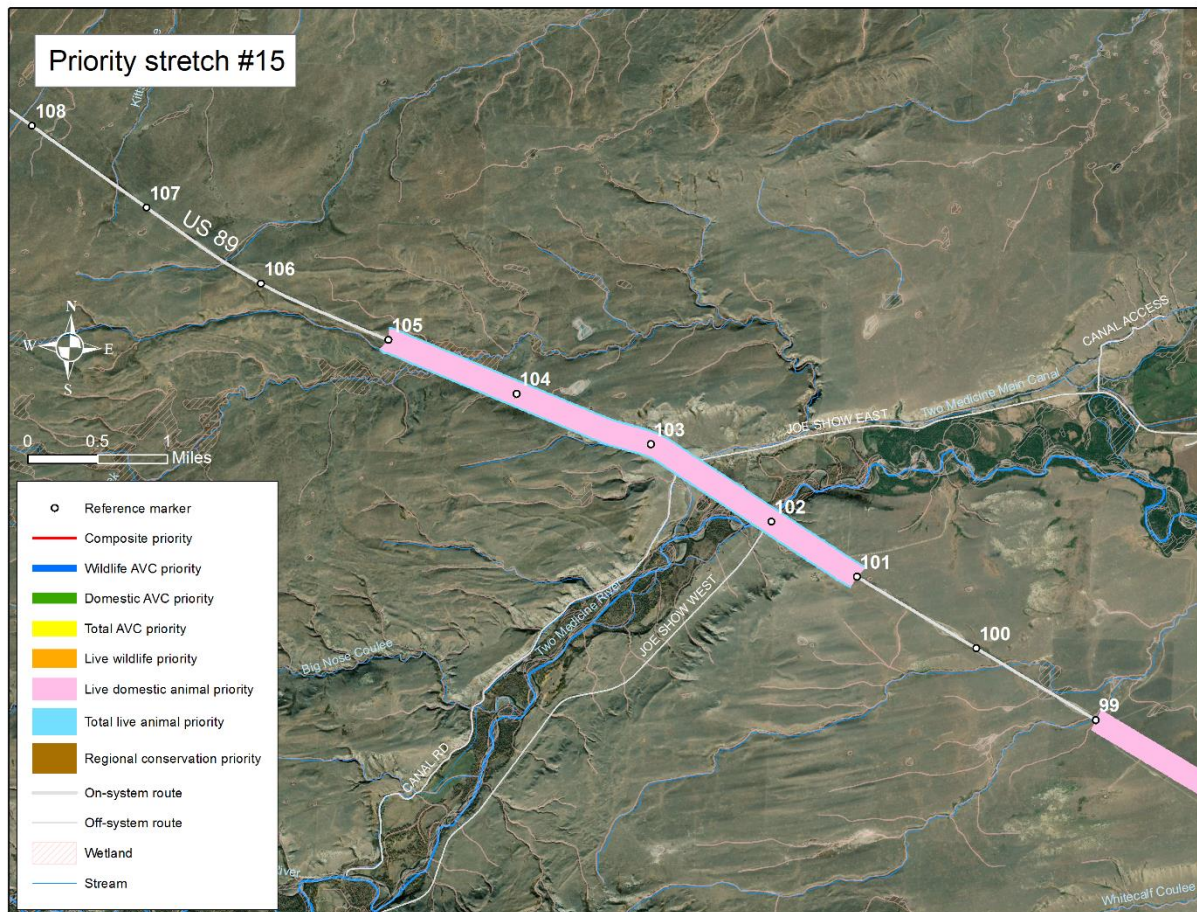 Priority stretch #15
108
107
US 89
106
105
104
103
102
101
100
99
CANAL ACCESS
Two Medicine Main Canal
JOE SHOW EAST
Two Medicine River
JOE SHOW WEST
Big Nose Coulee
CANAL RD
Whitecalf Coulee
N
W E
S
0 0.5 1
Miles
Reference marker
Composite priority
Wildlife AVC priority
Domestic AVC priority
Total AVC priority
Live wildlife priority
Live domestic animal priority
Total live animal priority
Regional conservation priority
On-system route
Off-system route
Wetland
Stream